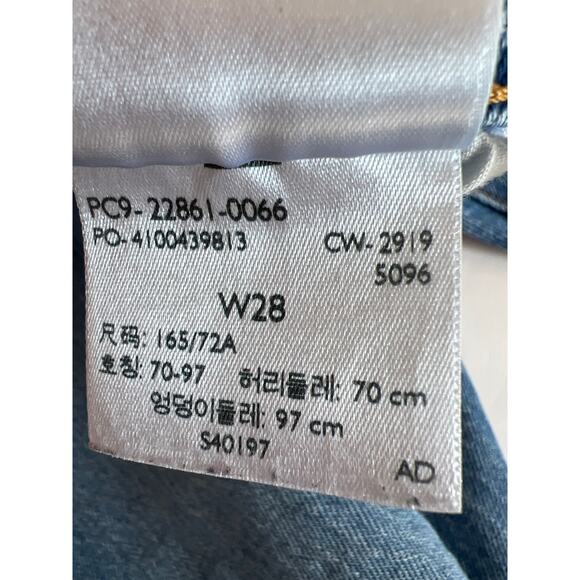 PC9-22861-0066
PO-4100439813 CW-2919
5096
W28
尺码: 165/72A
호칭: 70-97 허리둘레: 70 cm
엉덩이둘레: 97 cm
S40197
AD